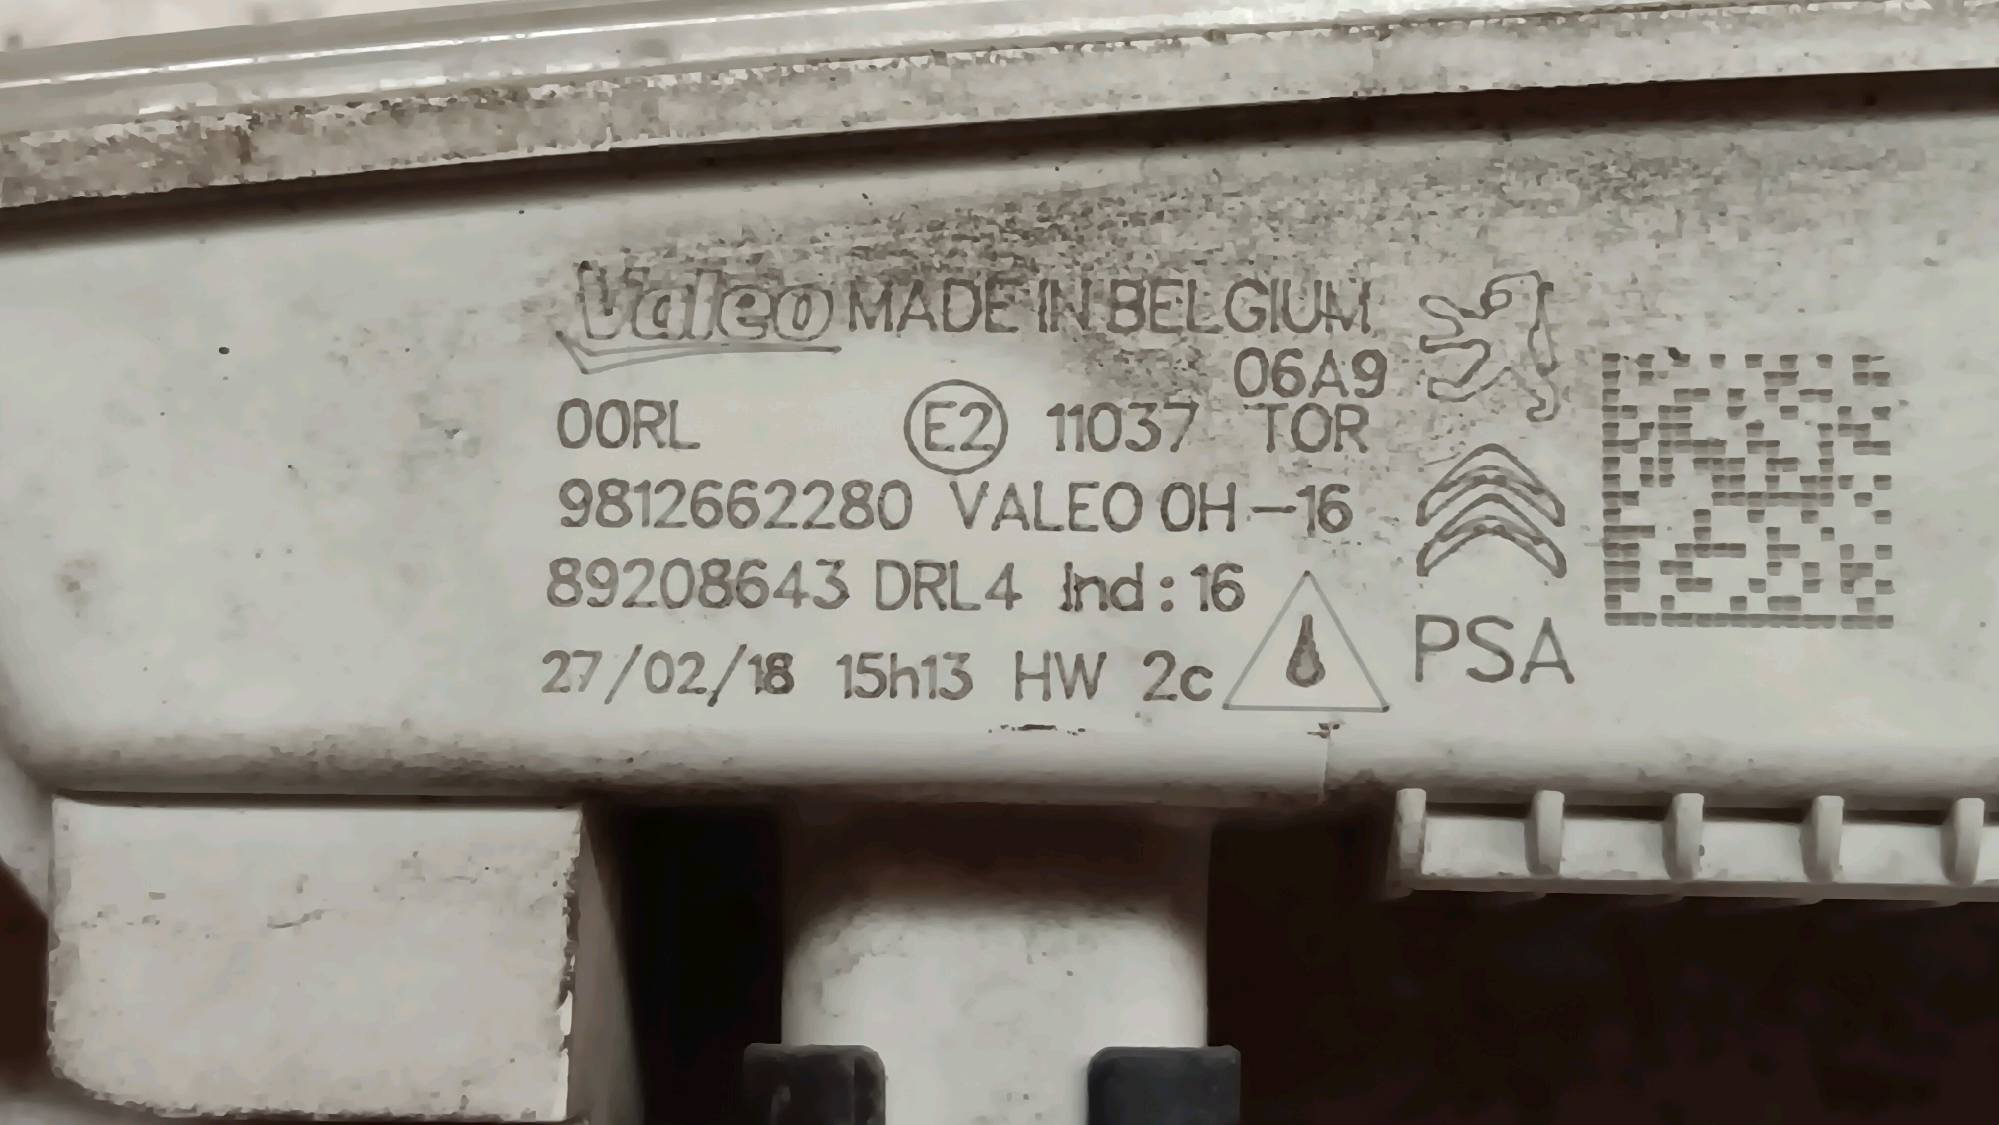 Valeo MADE IN BELGIUM
06A9
00RL E2 11037 TOR
9812662280 VALEO 0H-16
89208643 DRL4 Ind:16
27/02/18 15h13 HW 2c
PSA